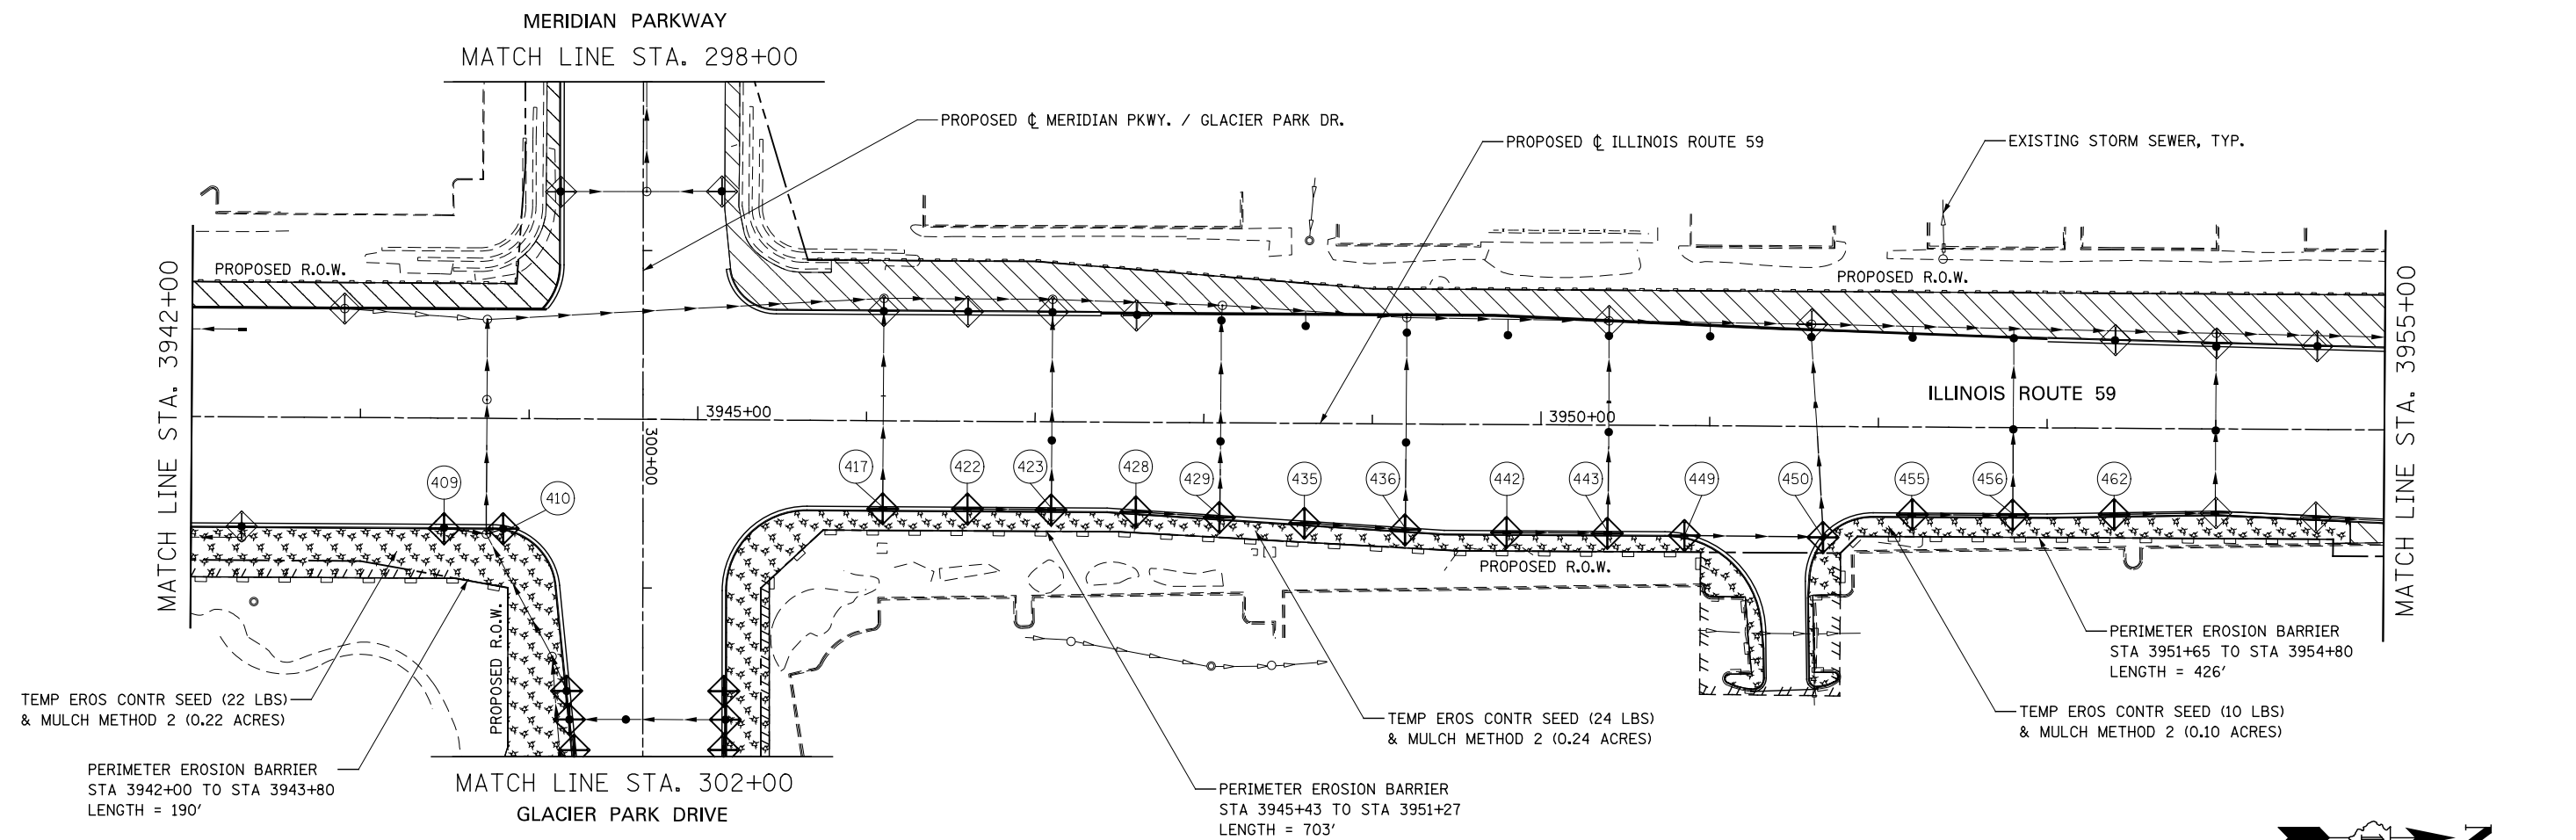 MERIDIAN PARKWAY
MATCH LINE STA. 298+00
PROPOSED ℄ MERIDIAN PKWY. / GLACIER PARK DR.
PROPOSED ℄ ILLINOIS ROUTE 59
EXISTING STORM SEWER, TYP.
PROPOSED R.O.W.
PROPOSED R.O.W.
MATCH LINE STA. 3942+00
MATCH LINE STA. 3955+00
ILLINOIS ROUTE 59
3945+00
3950+00
300+00
409
410
417
422
423
428
429
435
436
442
443
449
450
455
456
462
PROPOSED R.O.W.
PROPOSED R.O.W.
PERIMETER EROSION BARRIER
STA 3951+65 TO STA 3954+80
LENGTH = 426'
TEMP EROS CONTR SEED (22 LBS)
& MULCH METHOD 2 (0.22 ACRES)
TEMP EROS CONTR SEED (24 LBS)
& MULCH METHOD 2 (0.24 ACRES)
TEMP EROS CONTR SEED (10 LBS)
& MULCH METHOD 2 (0.10 ACRES)
PERIMETER EROSION BARRIER
STA 3942+00 TO STA 3943+80
LENGTH = 190'
MATCH LINE STA. 302+00
GLACIER PARK DRIVE
PERIMETER EROSION BARRIER
STA 3945+43 TO STA 3951+27
LENGTH = 703'